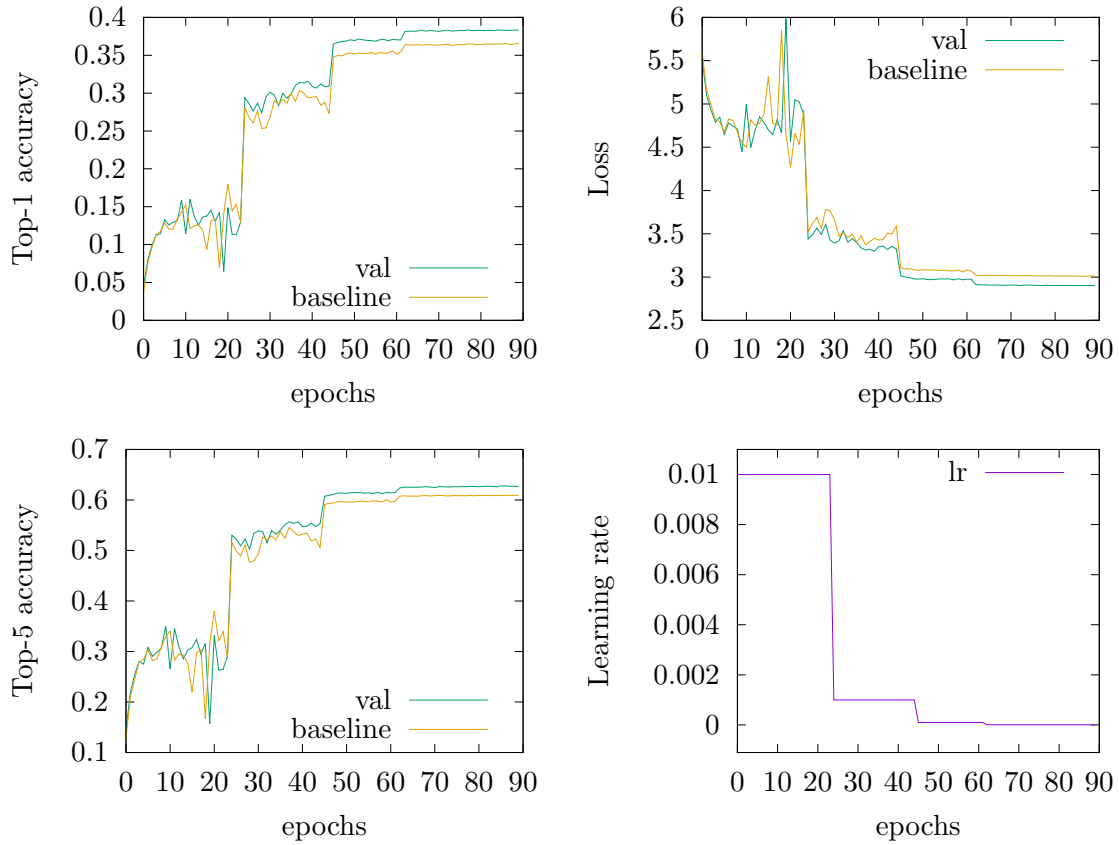 Top-1 accuracy
0.4
0.35
0.3
0.25
0.2
0.15
0.1
0.05
0
0 10 20 30 40 50 60 70 80 90
epochs
val
baseline
Loss
6
5.5
5
4.5
4
3.5
3
2.5
0 10 20 30 40 50 60 70 80 90
epochs
val
baseline
Top-5 accuracy
0.7
0.6
0.5
0.4
0.3
0.2
0.1
0 10 20 30 40 50 60 70 80 90
epochs
val
baseline
Learning rate
0.01
0.008
0.006
0.004
0.002
0
0 10 20 30 40 50 60 70 80 90
epochs
lr